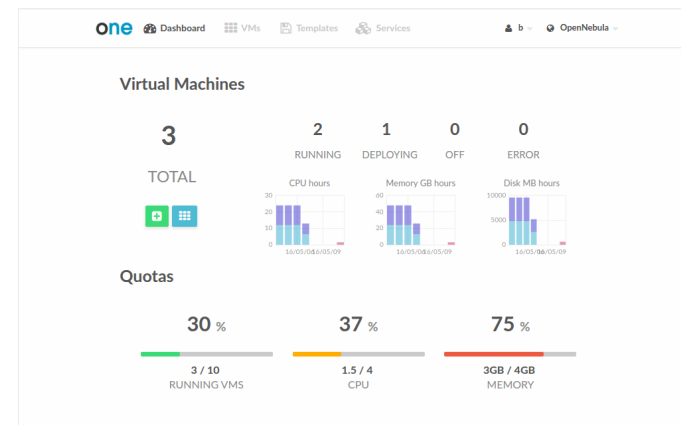 one Dashboard VMs Templates Services b OpenNebula
Virtual Machines
3
TOTAL
2 1 0 0
RUNNING DEPLOYING OFF ERROR
CPU hours Memory GB hours Disk MB hours
30 60 10000
20 40 5000
10 20 0
0 0
16/05/09 16/05/09 16/05/09
Quotas
30 % 37 % 75 %
3 / 10 1.5 / 4 3GB / 4GB
RUNNING VMS CPU MEMORY